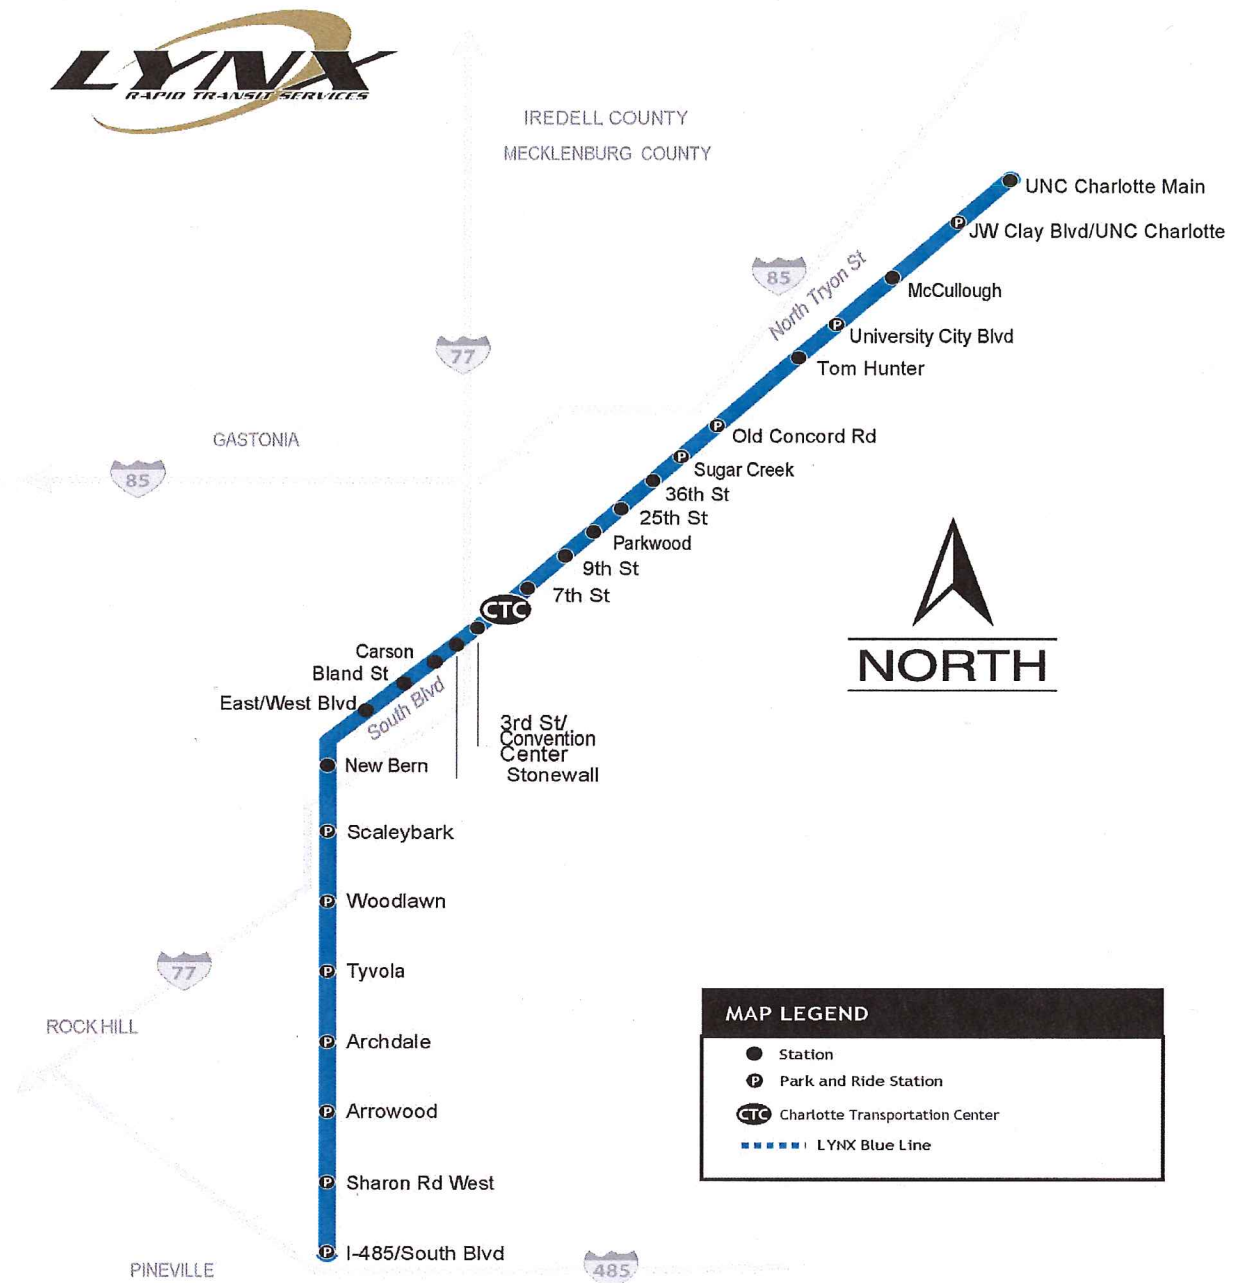 LYNX
RAPID TRANSIT SERVICES
IREDELL COUNTY
MECKLENBURG COUNTY
UNC Charlotte Main
JW Clay Blvd/UNC Charlotte
85
North Tryon St
McCullough
University City Blvd
77
Tom Hunter
GASTONIA
Old Concord Rd
85
Sugar Creek
36th St
25th St
Parkwood
9th St
7th St
CTC
Carson
Bland St
East/West Blvd
South Blvd
NORTH
3rd St/
Convention
Center
Stonewall
New Bern
Scaleybark
Woodlawn
77
Tyvola
ROCK HILL
Archdale
Arrowood
Sharon Rd West
I-485/South Blvd
PINEVILLE
485
MAP LEGEND
Station
P Park and Ride Station
CTC Charlotte Transportation Center
LYNX Blue Line